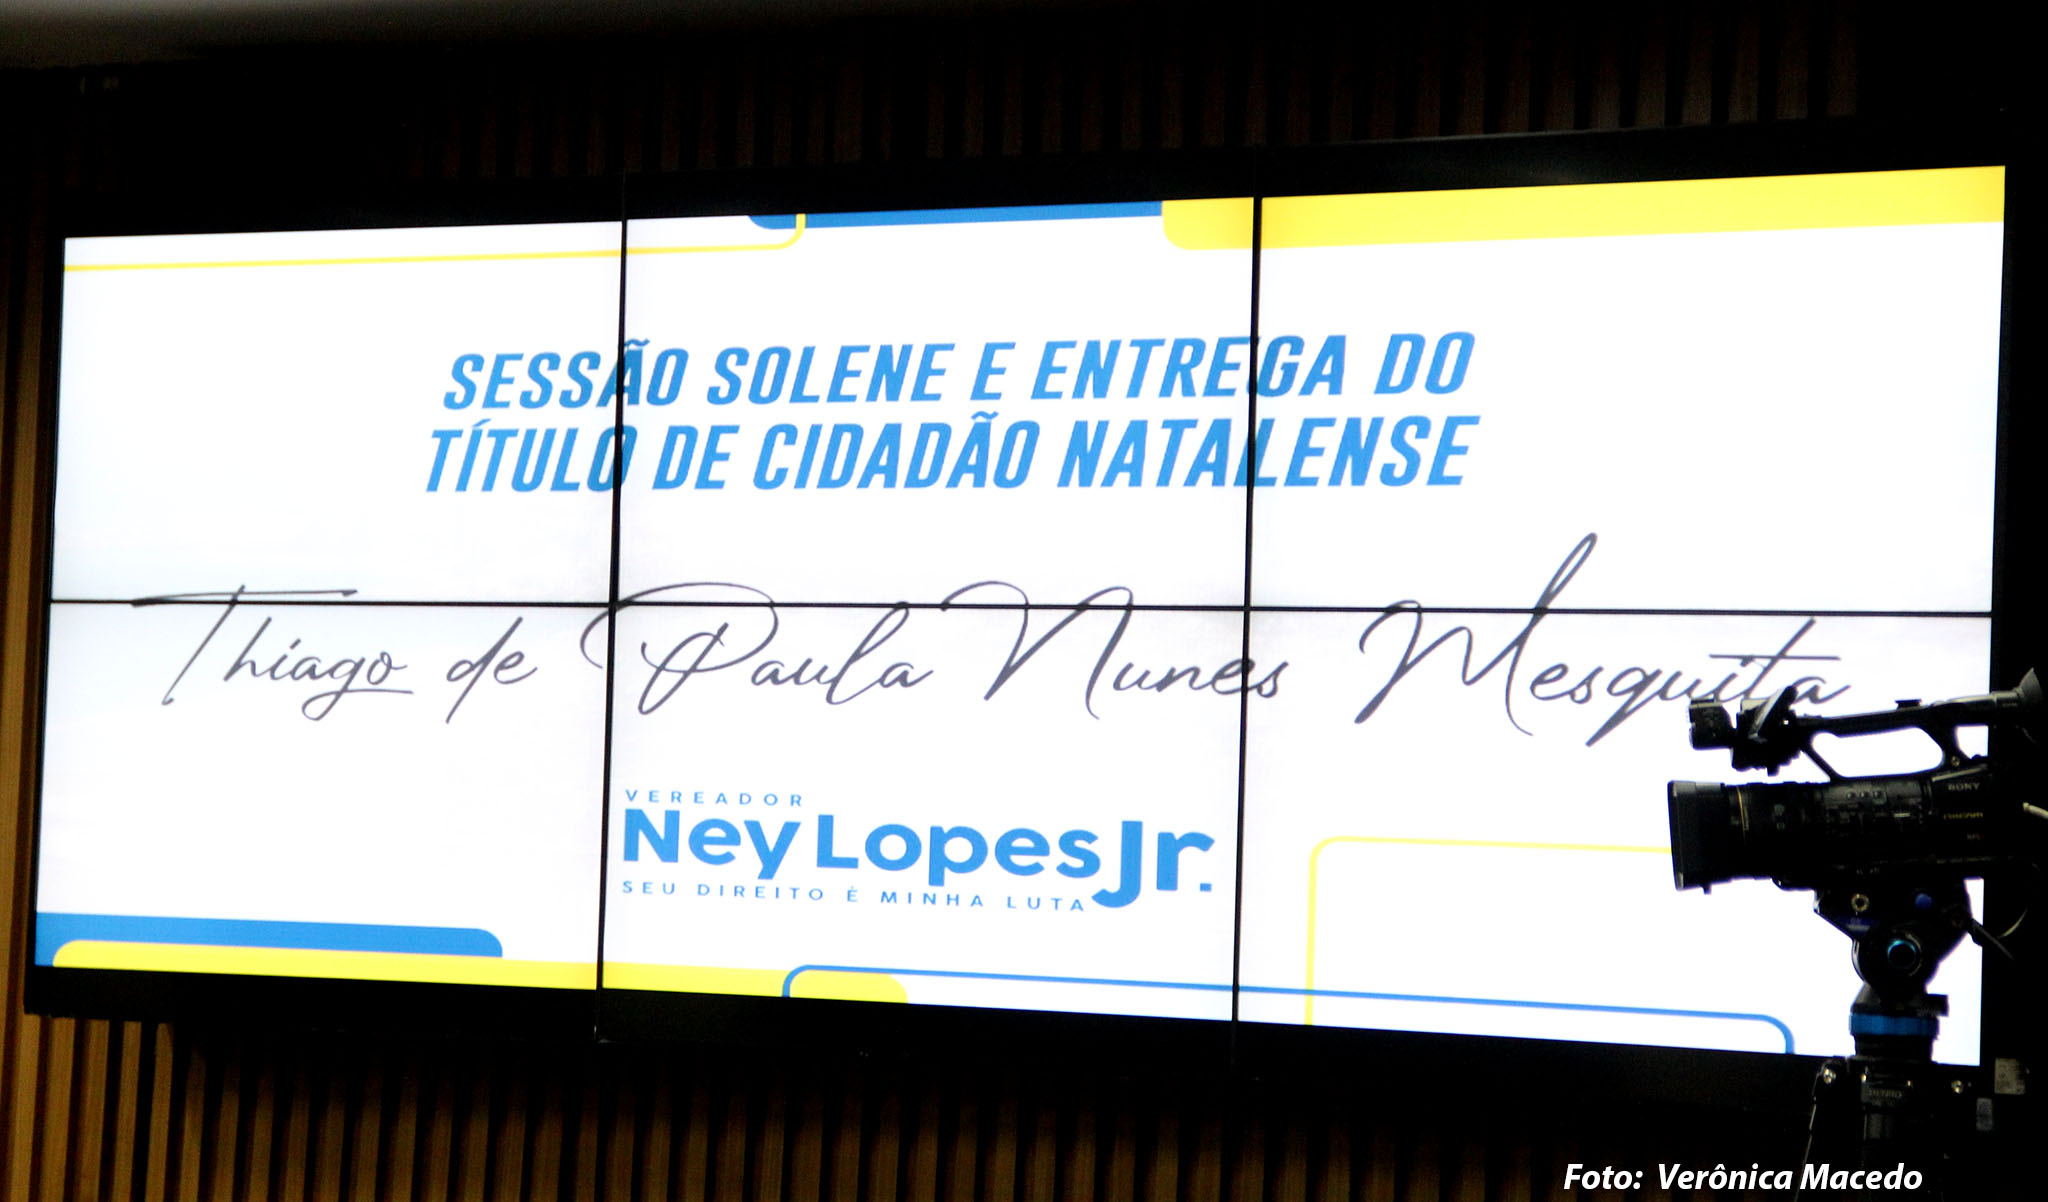 SESSÃO SOLENE E ENTREGA DO
TÍTULO DE CIDADÃO NATALENSE
Thiago de Paula Nunes Mesquita
VEREADOR
Ney Lopes Jr.
SEU DIREITO É MINHA LUTA
SONY
Foto: Verônica Macedo